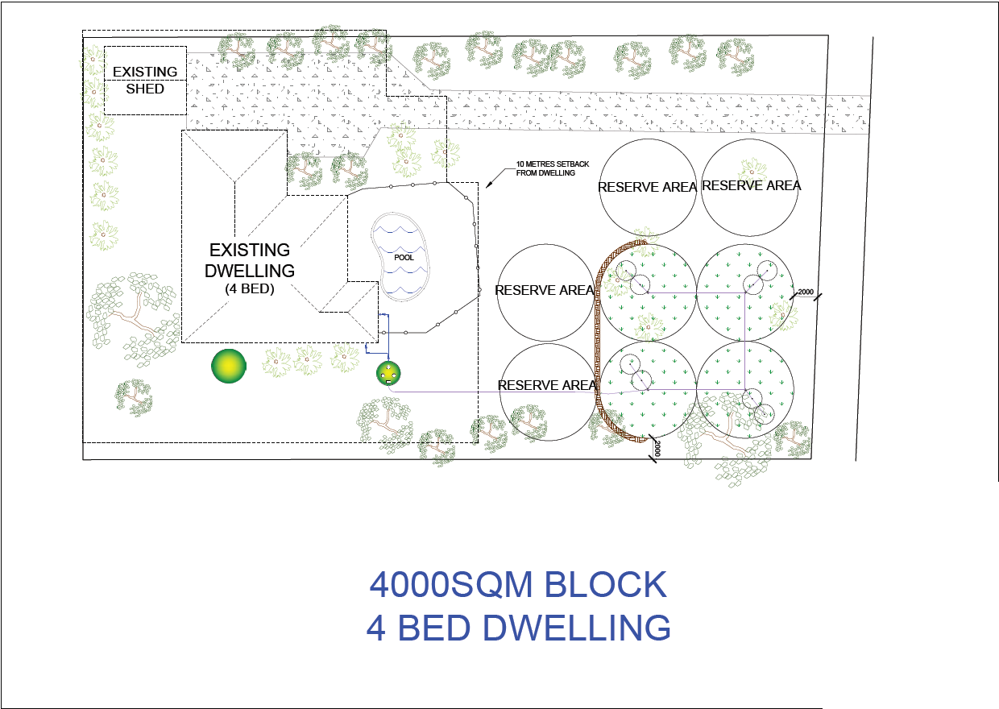 EXISTING
SHED
10 METRES SETBACK
FROM DWELLING
RESERVE AREA
RESERVE AREA
EXISTING
DWELLING
(4 BED)
POOL
RESERVE AREA
2000
RESERVE AREA
2000
4000SQM BLOCK
4 BED DWELLING